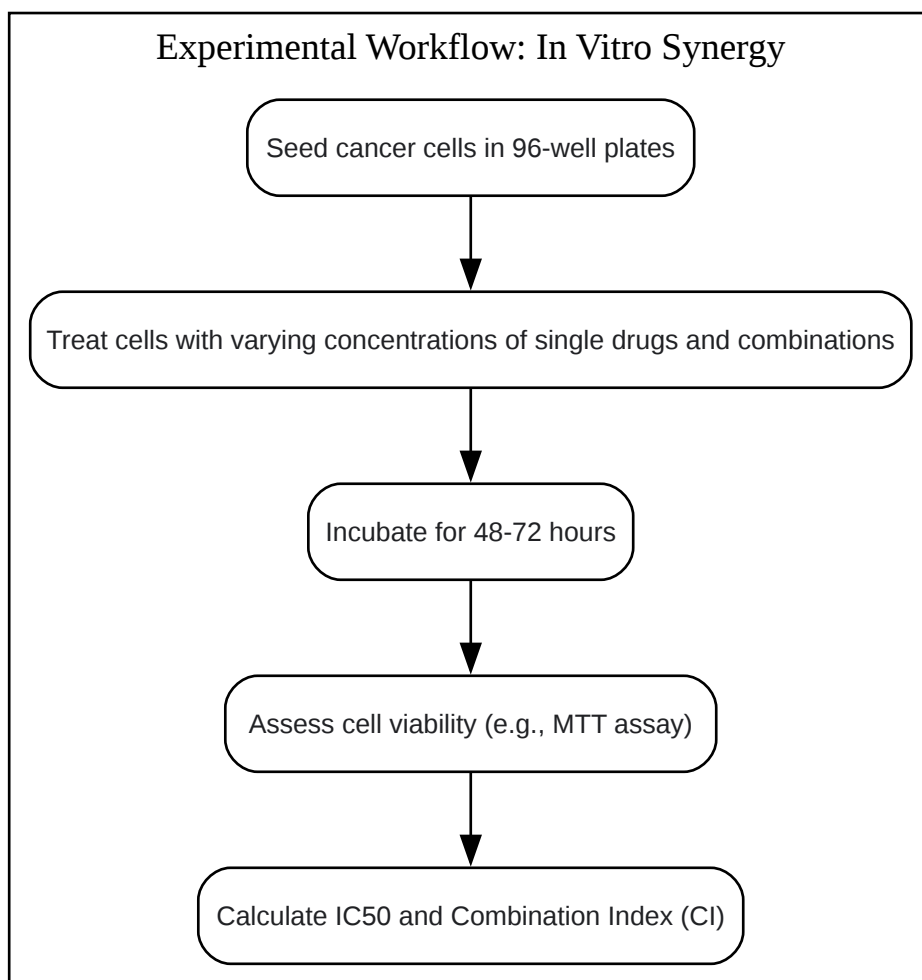 Experimental Workflow: In Vitro Synergy
Seed cancer cells in 96-well plates
Treat cells with varying concentrations of single drugs and combinations
Incubate for 48-72 hours
Assess cell viability (e.g., MTT assay)
Calculate IC50 and Combination Index (CI)